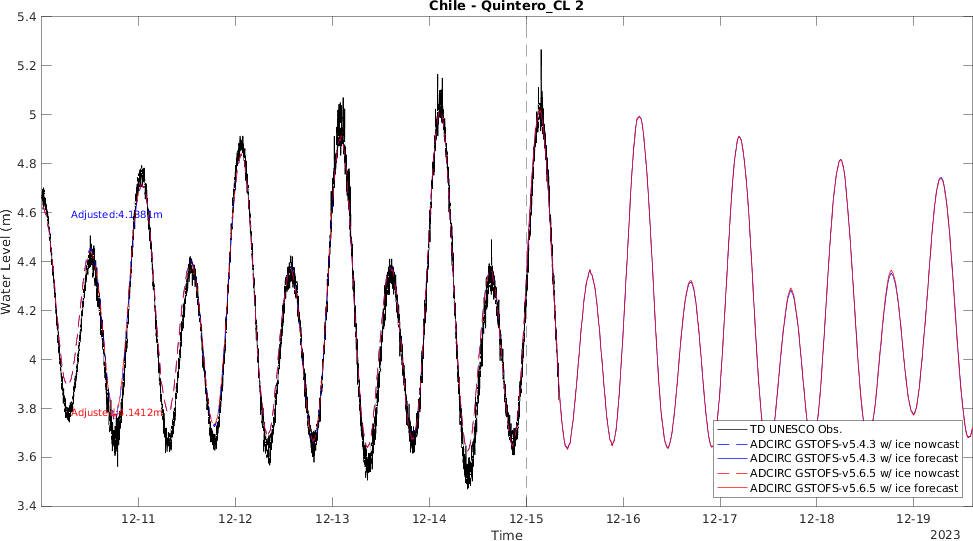 Chile - Quintero_CL 2
5.4
5.2
5
4.8
4.6
4.4
4.2
4
3.8
3.6
3.4
Water Level (m)
Adjusted:4.1381m
Adjusted:4.1412m
TD UNESCO Obs.
ADCIRC GSTOFS-v5.4.3 w/ ice nowcast
ADCIRC GSTOFS-v5.4.3 w/ ice forecast
ADCIRC GSTOFS-v5.6.5 w/ ice nowcast
ADCIRC GSTOFS-v5.6.5 w/ ice forecast
12-11
12-12
12-13
12-14
12-15
12-16
12-17
12-18
12-19
Time
2023